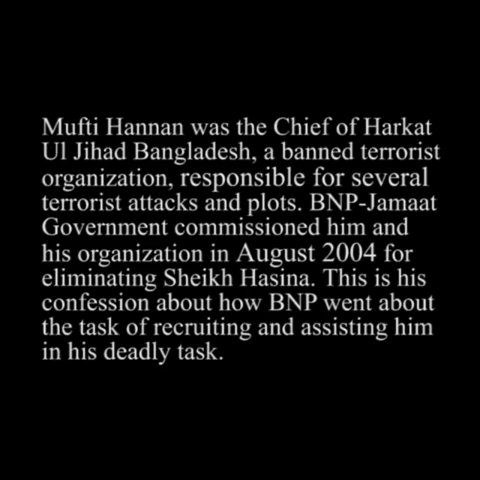 Mufti Hannan was the Chief of Harkat
Ul Jihad Bangladesh, a banned terrorist
organization, responsible for several
terrorist attacks and plots. BNP-Jamaat
Government commissioned him and
his organization in August 2004 for
eliminating Sheikh Hasina. This is his
confession about how BNP went about
the task of recruiting and assisting him
in his deadly task.